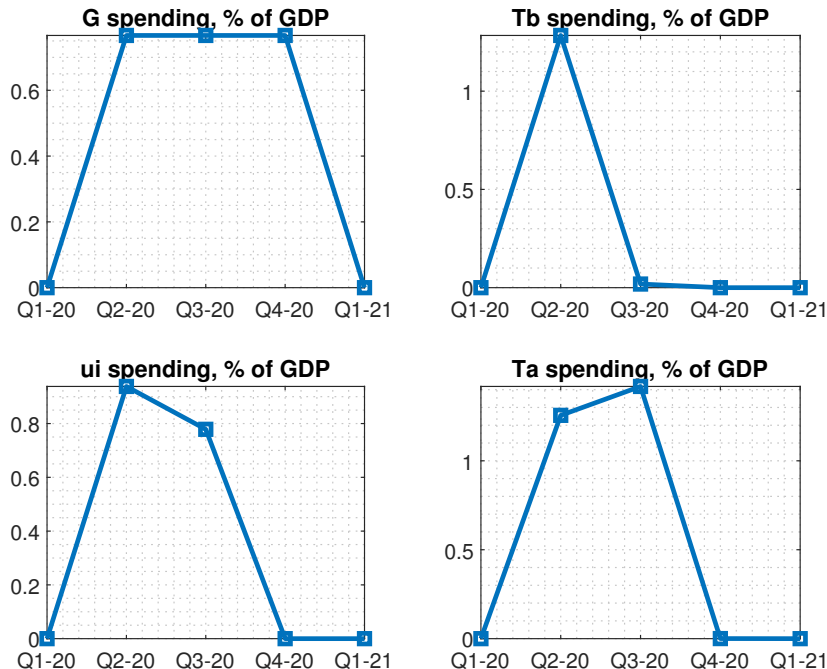 G spending, % of GDP
0.6
0.4
0.2
0
Q1-20 Q2-20 Q3-20 Q4-20 Q1-21
Tb spending, % of GDP
1
0.5
0
Q1-20 Q2-20 Q3-20 Q4-20 Q1-21
ui spending, % of GDP
0.8
0.6
0.4
0.2
0
Q1-20 Q2-20 Q3-20 Q4-20 Q1-21
Ta spending, % of GDP
1
0.5
0
Q1-20 Q2-20 Q3-20 Q4-20 Q1-21